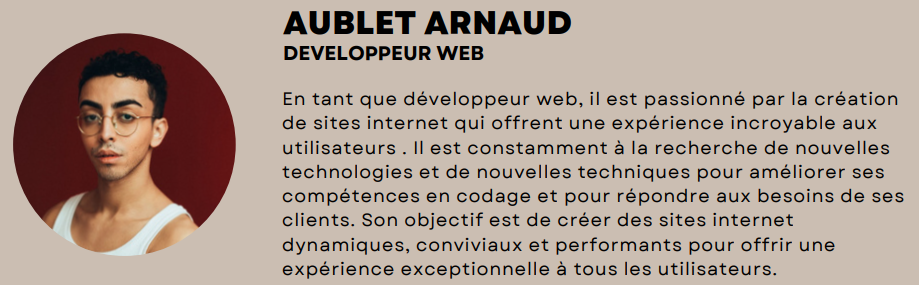 AUBLET ARNAUD
DEVELOPPEUR WEB
En tant que développeur web, il est passionné par la création
de sites internet qui offrent une expérience incroyable aux
utilisateurs . Il est constamment à la recherche de nouvelles
technologies et de nouvelles techniques pour améliorer ses
compétences en codage et pour répondre aux besoins de ses
clients. Son objectif est de créer des sites internet
dynamiques, conviviaux et performants pour offrir une
expérience exceptionnelle à tous les utilisateurs.